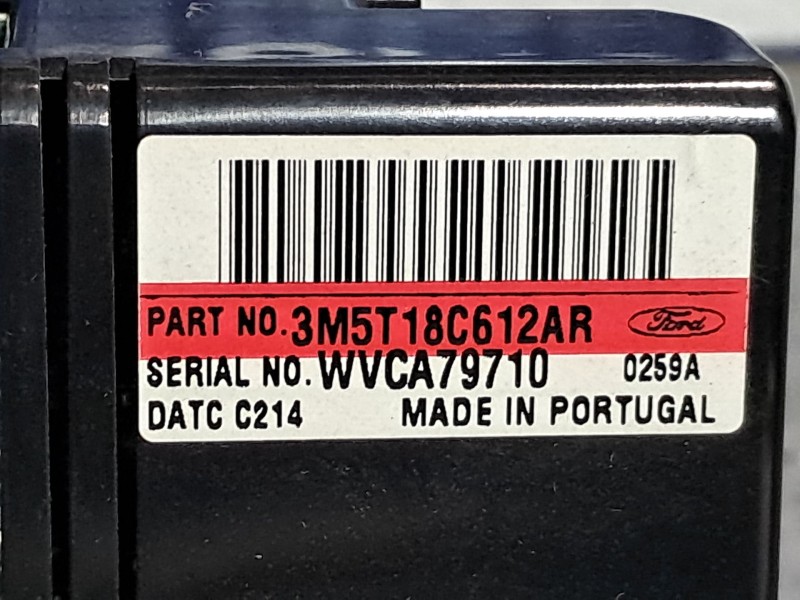 PART NO. 3M5T18C612AR Ford
SERIAL NO. WVCA79710 0259A
DATC C214 MADE IN PORTUGAL